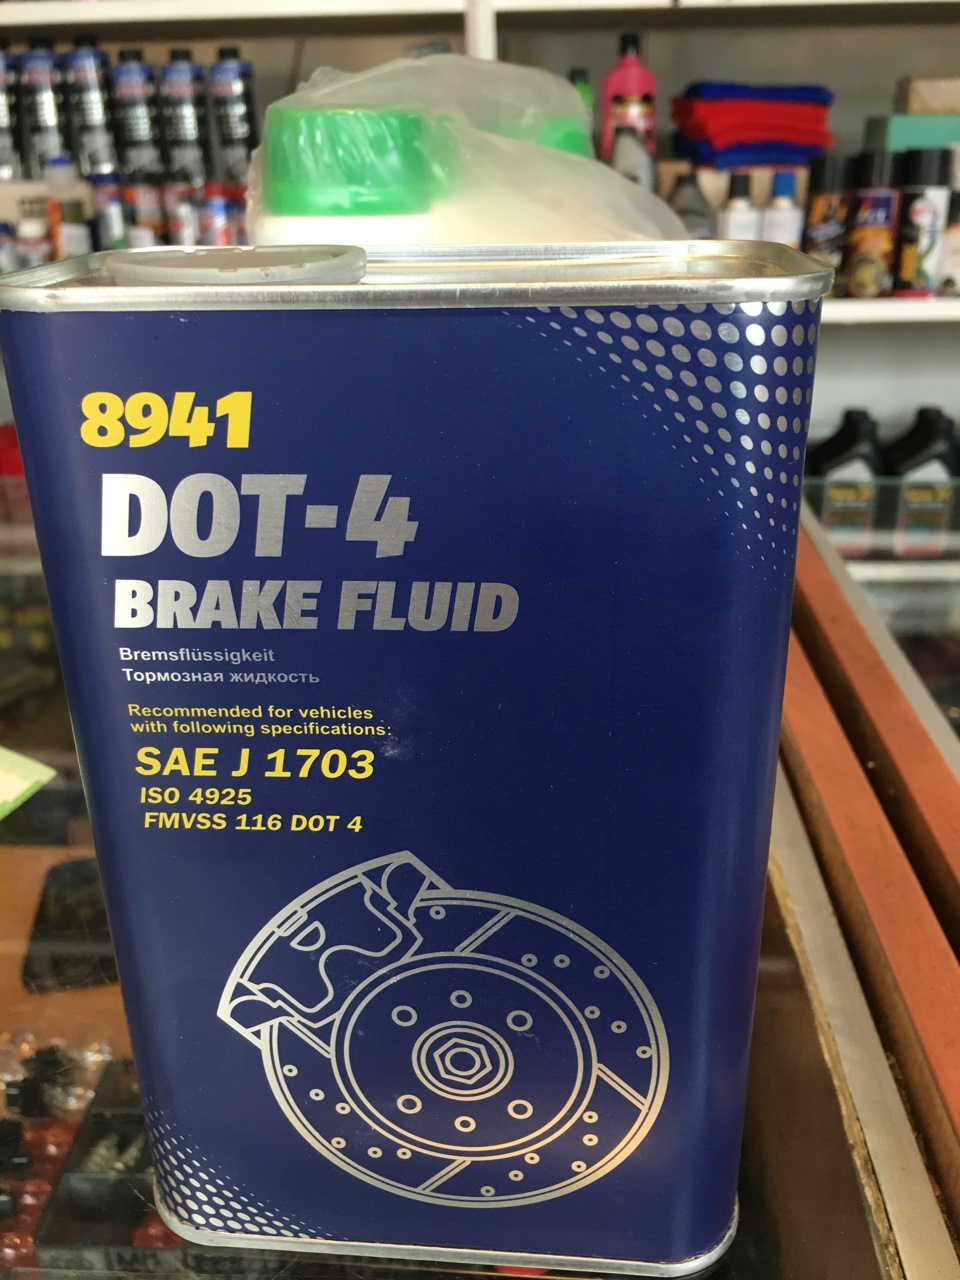 8941
DOT-4
BRAKE FLUID
Bremsflüssigkeit
Тормозная жидкость
Recommended for vehicles
with following specifications:
SAE J 1703
ISO 4925
FMVSS 116 DOT 4